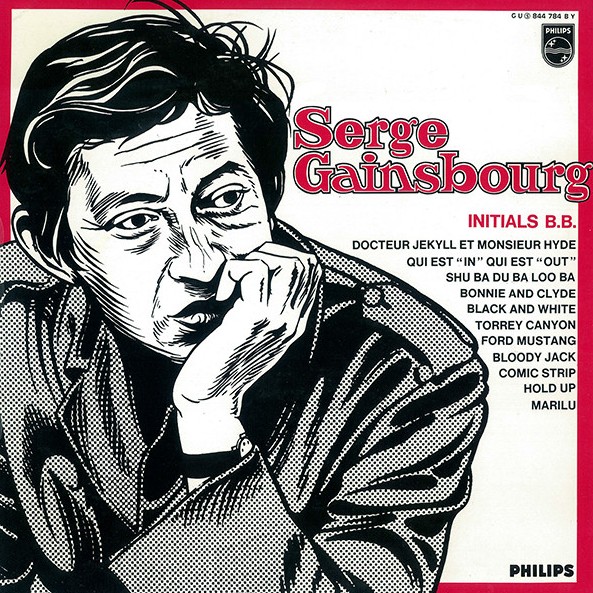 G U Ⓢ 844 784 B Y
PHILIPS
Serge
Gainsbourg
INITIALS B.B.
DOCTEUR JEKYLL ET MONSIEUR HYDE
QUI EST “IN” QUI EST “OUT”
SHU BA DU BA LOO BA
BONNIE AND CLYDE
BLACK AND WHITE
TORREY CANYON
FORD MUSTANG
BLOODY JACK
COMIC STRIP
HOLD UP
MARILU
PHILIPS